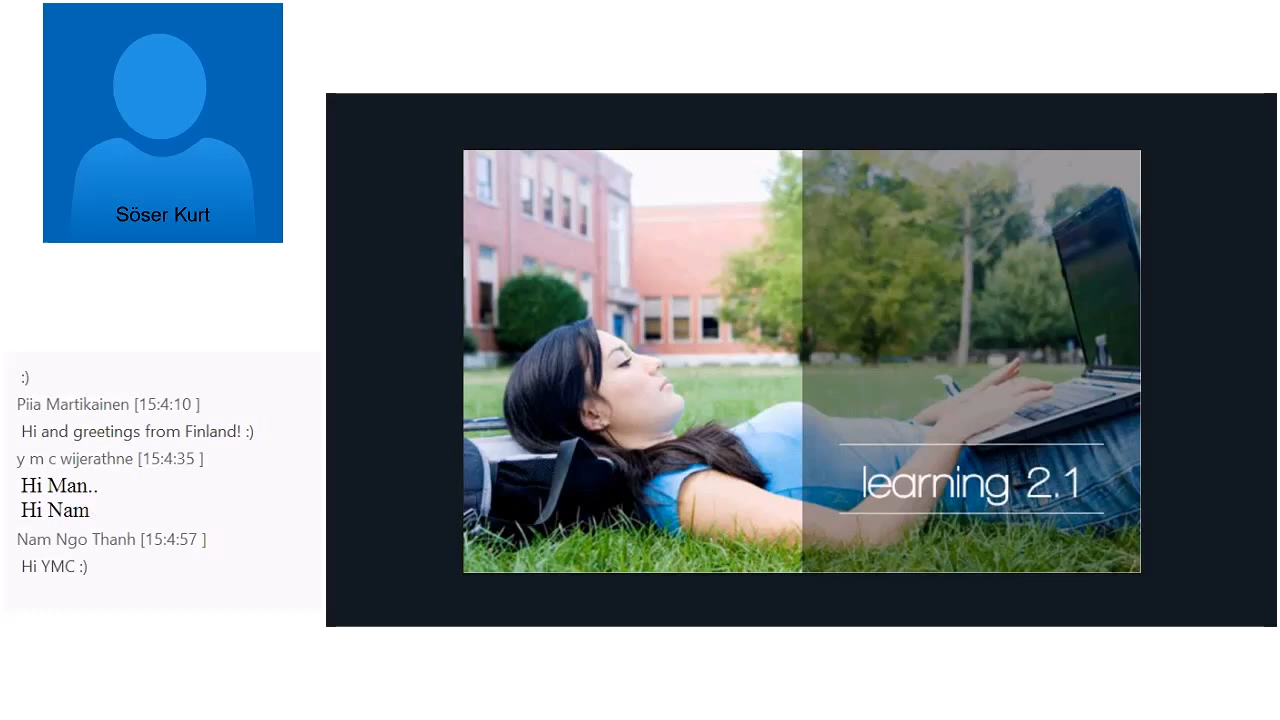 Söser Kurt
:)
Piia Martikainen [15:4:10 ]
Hi and greetings from Finland! :)
y m c wijerathne [15:4:35 ]
Hi Man..
Hi Nam
Nam Ngo Thanh [15:4:57 ]
Hi YMC :)
learning 2.1